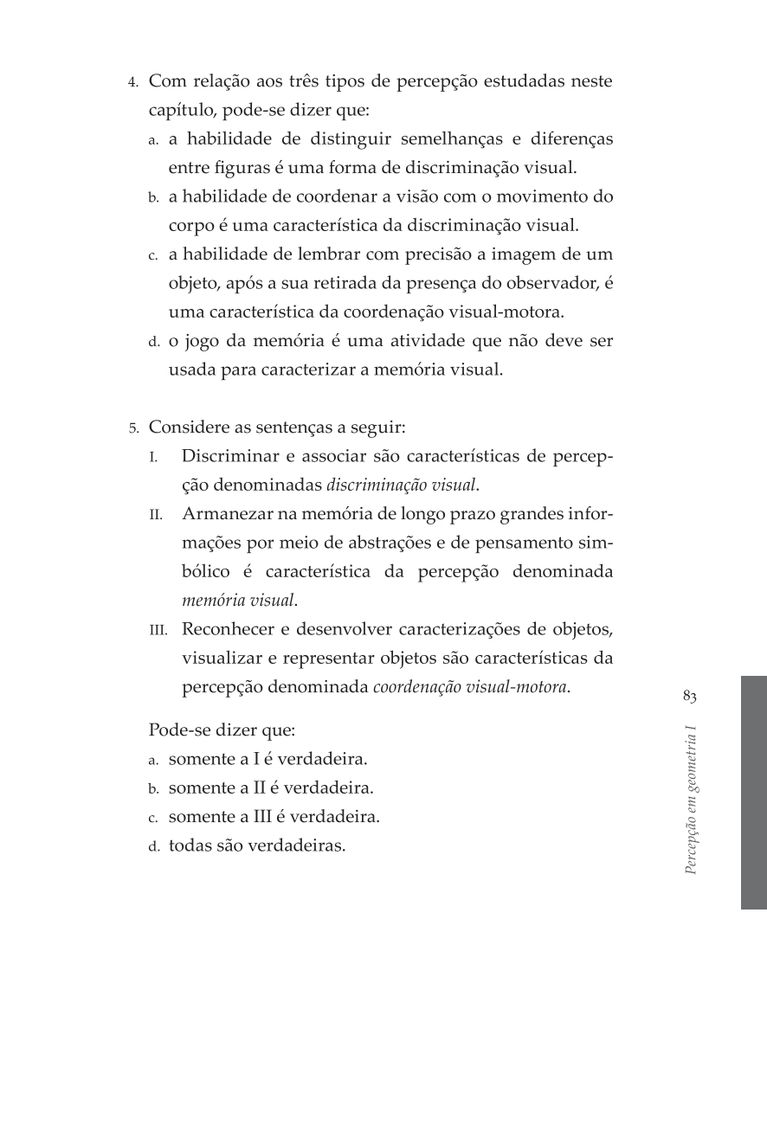 4. Com relação aos três tipos de percepção estudadas neste
capítulo, pode-se dizer que:
a. a habilidade de distinguir semelhanças e diferenças
entre figuras é uma forma de discriminação visual.
b. a habilidade de coordenar a visão com o movimento do
corpo é uma característica da discriminação visual.
c. a habilidade de lembrar com precisão a imagem de um
objeto, após a sua retirada da presença do observador, é
uma característica da coordenação visual-motora.
d. o jogo da memória é uma atividade que não deve ser
usada para caracterizar a memória visual.
5. Considere as sentenças a seguir:
I. Discriminar e associar são características de percep-
ção denominadas discriminação visual.
II. Armanezar na memória de longo prazo grandes infor-
mações por meio de abstrações e de pensamento sim-
bólico é característica da percepção denominada
memória visual.
III. Reconhecer e desenvolver caracterizações de objetos,
visualizar e representar objetos são características da
percepção denominada coordenação visual-motora.
Pode-se dizer que:
a. somente a I é verdadeira.
b. somente a II é verdadeira.
c. somente a III é verdadeira.
d. todas são verdadeiras.
83
Percepção em geometria I